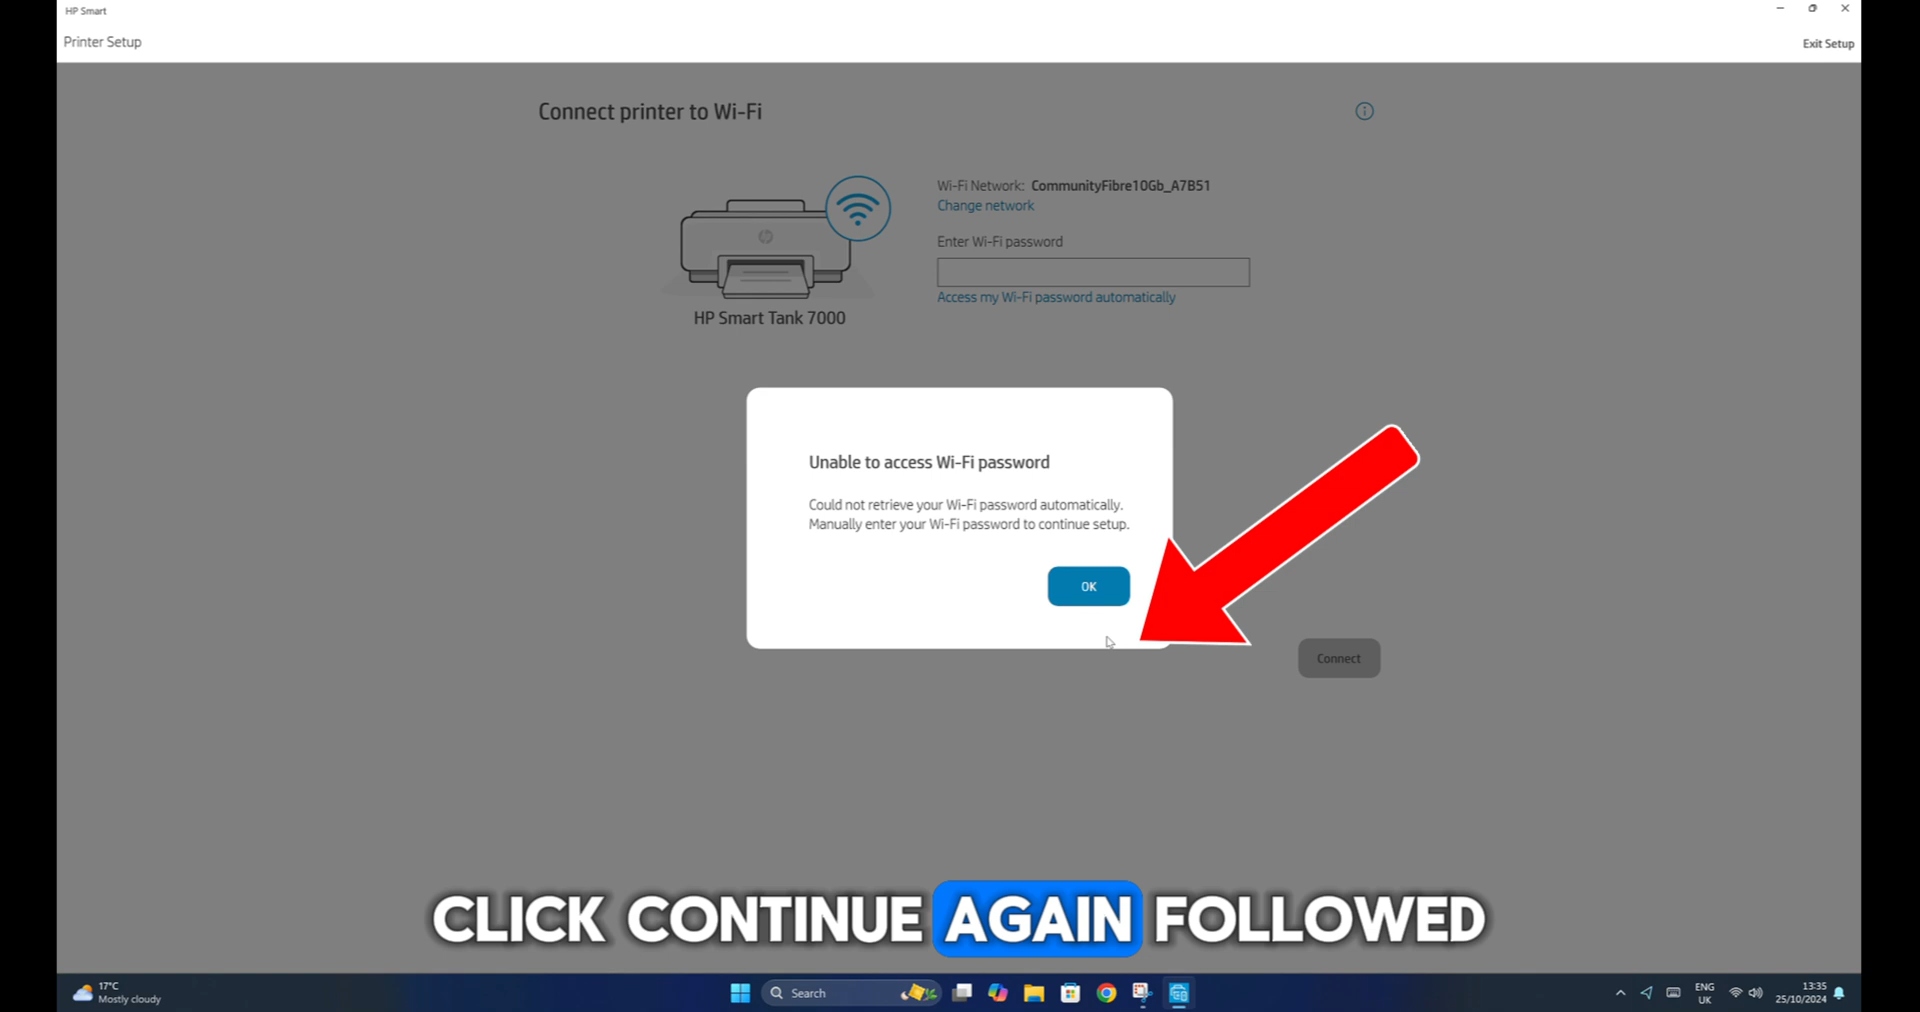 HP Smart
Printer Setup
Exit Setup
Connect printer to Wi-Fi
Wi-Fi Network: CommunityFibre10Gb_A7B51
Change network
Enter Wi-Fi password
Access my Wi-Fi password automatically
hp
HP Smart Tank 7000
Unable to access Wi-Fi password
Could not retrieve your Wi-Fi password automatically.
Manually enter your Wi-Fi password to continue setup.
OK
Connect
CLICK CONTINUE AGAIN FOLLOWED
17°C
Mostly cloudy
Search
ENG
UK
13:35
25/10/2024